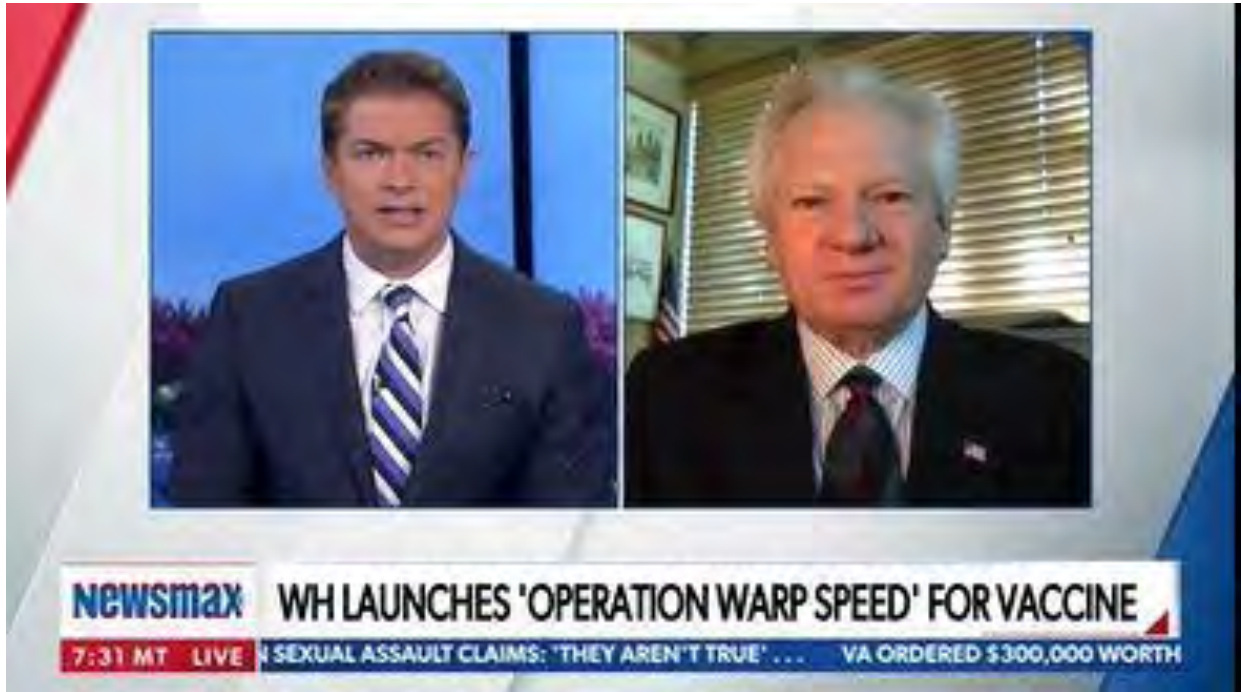 Newsmax
WH LAUNCHES 'OPERATION WARP SPEED' FOR VACCINE
7:31 MT LIVE
N SEXUAL ASSAULT CLAIMS: 'THEY AREN'T TRUE' ... VA ORDERED $300,000 WORTH